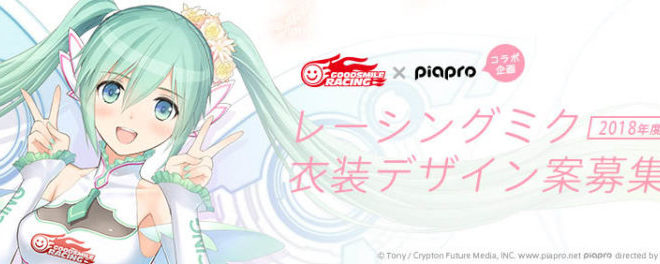 GOODSMILE
RACING
×
piapro
コラボ
企画
レーシングミク
2018年度
衣装デザイン案募集
GOODSMILE
RACING
© Tony / Crypton Future Media, INC. www.piapro.net piapro directed by